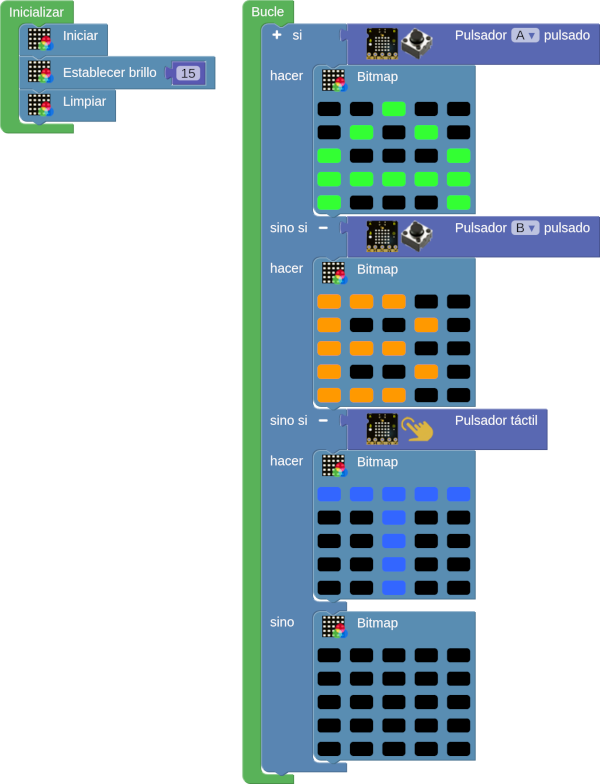 Inicializar
Iniciar
Establecer brillo 15
Limpiar
Bucle
+ si Pulsador A ▾ pulsado
hacer Bitmap
sino si − Pulsador B ▾ pulsado
hacer Bitmap
sino si − Pulsador táctil
hacer Bitmap
sino Bitmap